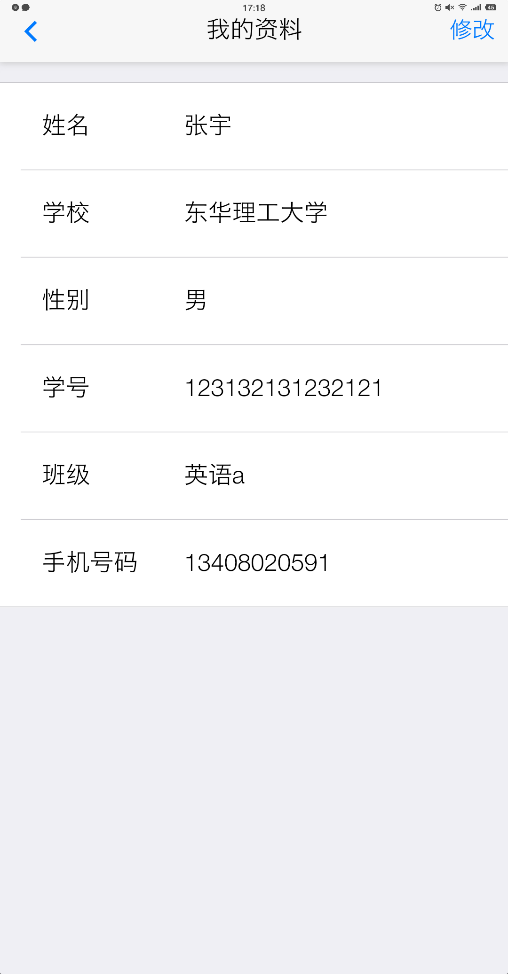 17:18
我的资料 修改
姓名 张宇
学校 东华理工大学
性别 男
学号 123132131232121
班级 英语a
手机号码 13408020591